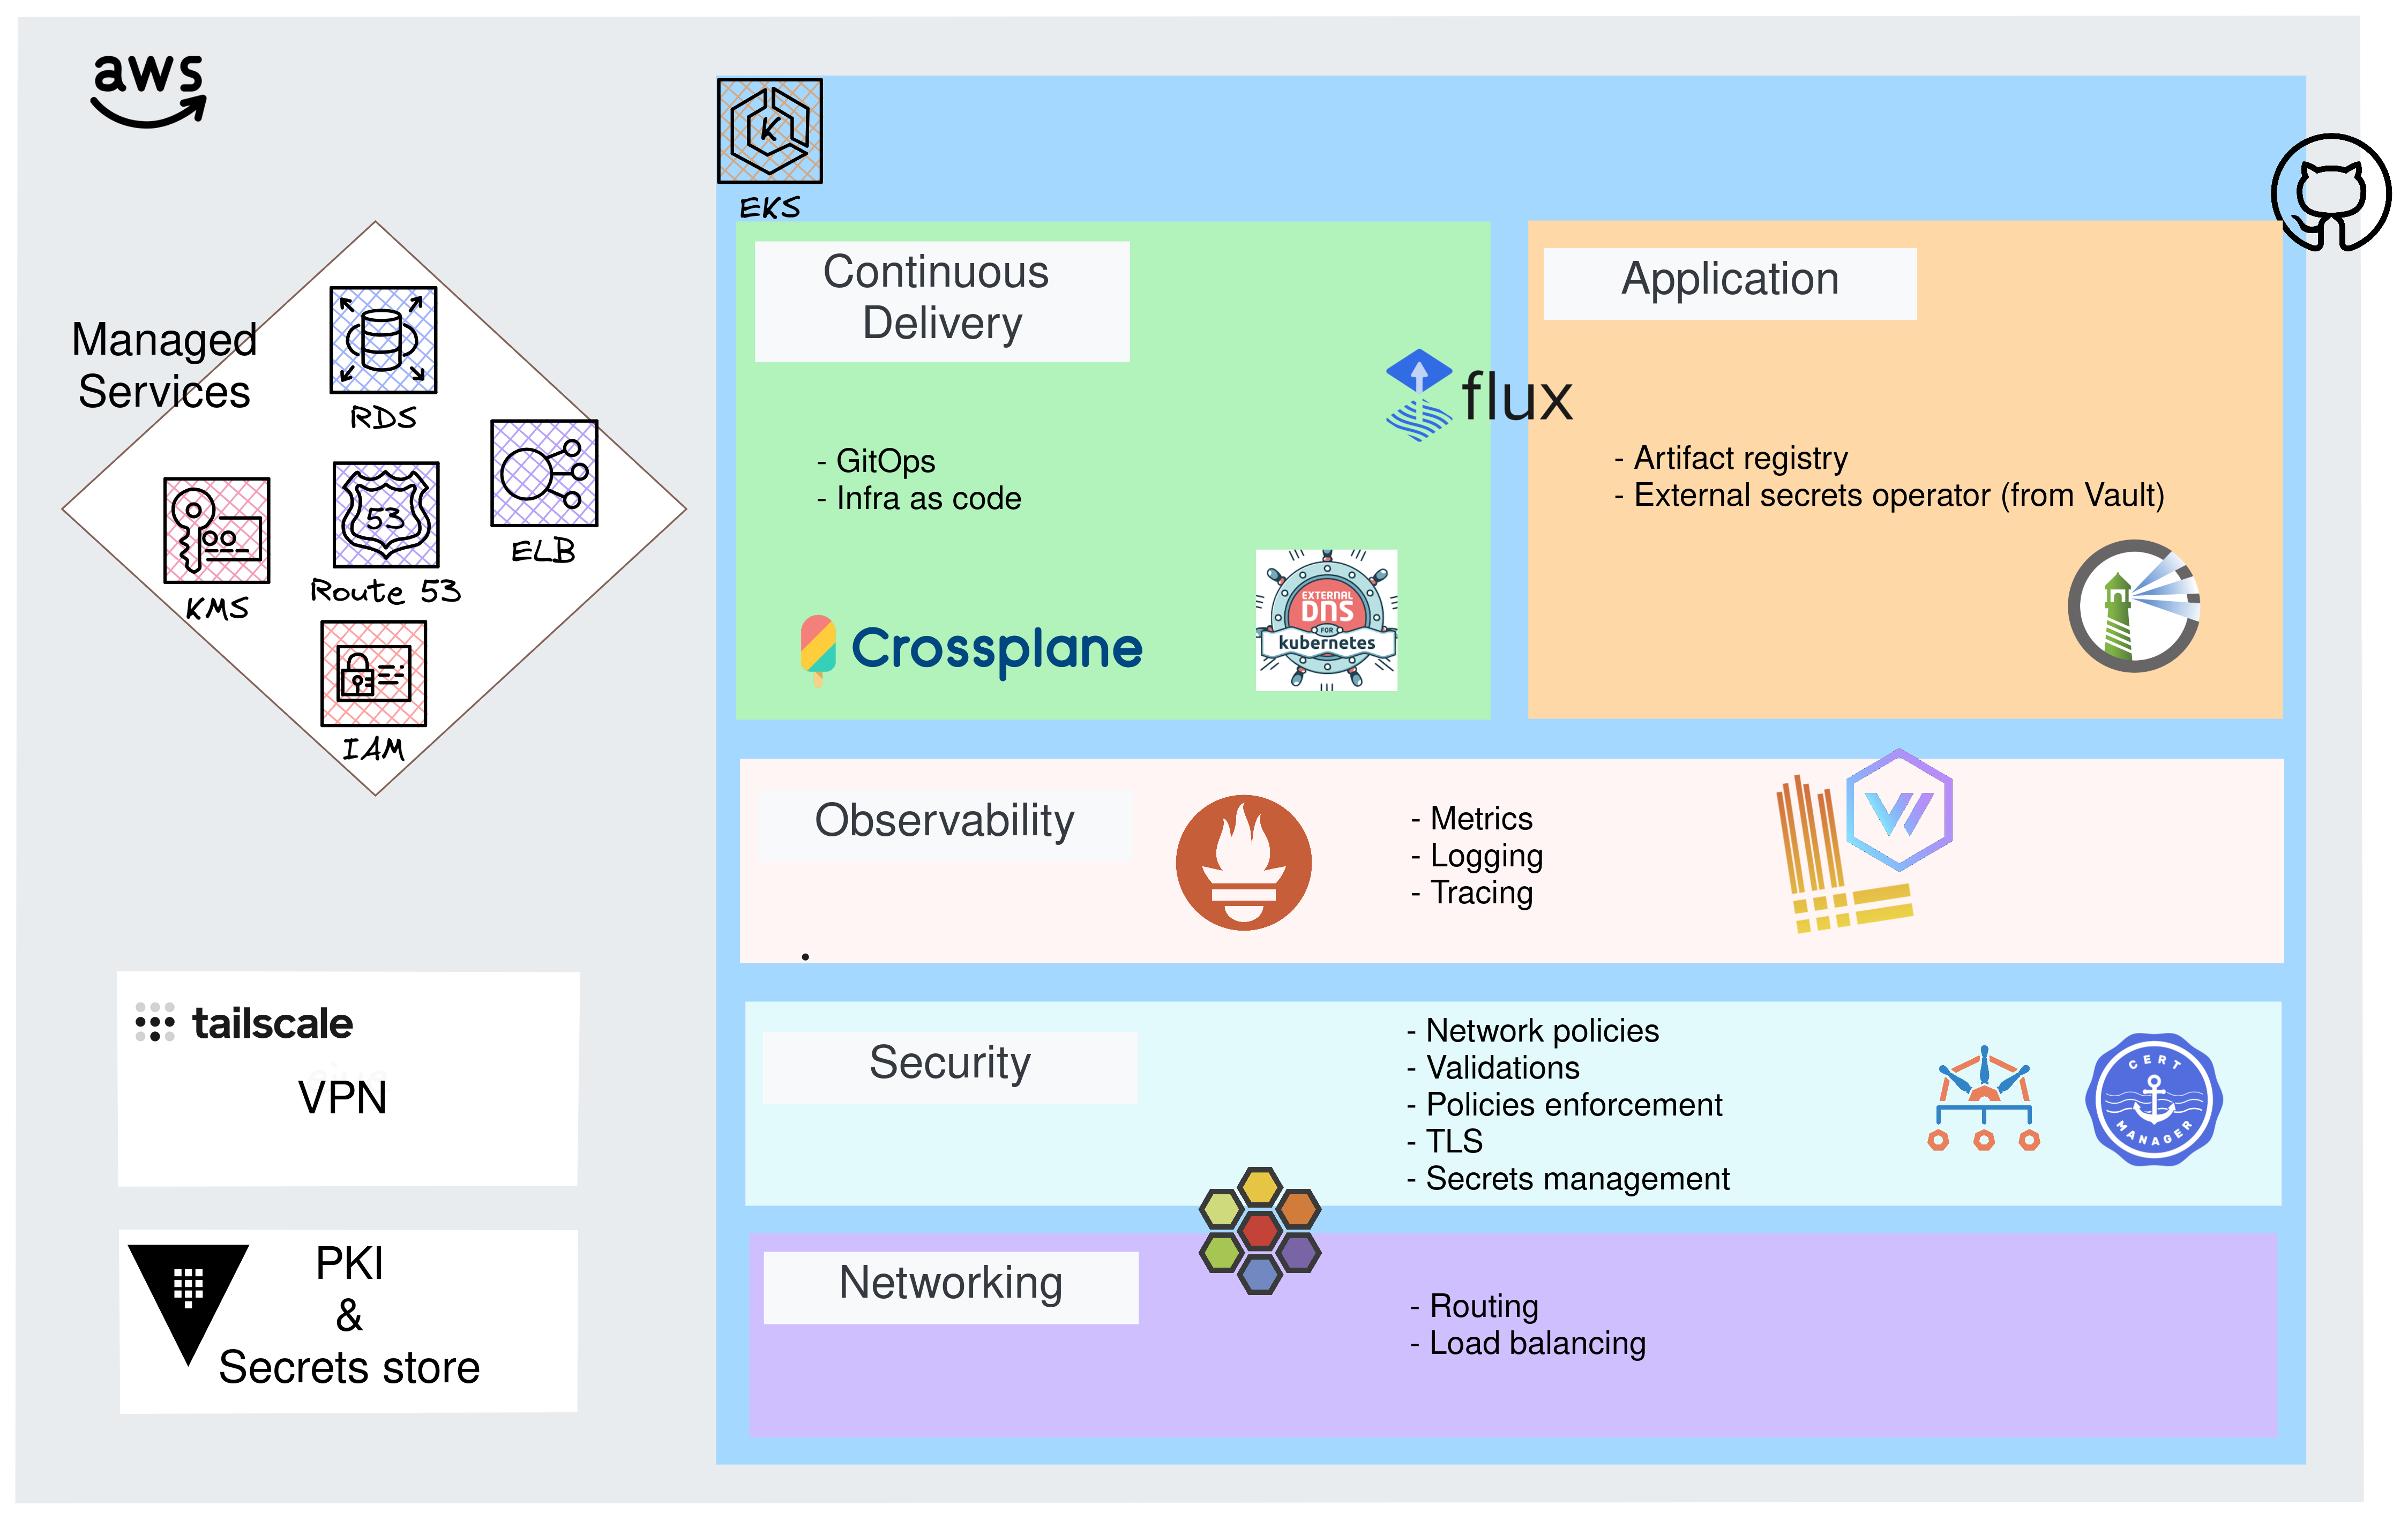 aws
Managed
Services
RDS
ELB
KMS
53
Route 53
IAM
tailscale
VPN
PKI
&
Secrets store
K
EKS
Continuous
Delivery
flux
- GitOps
- Infra as code
Crossplane
EXTERNAL
DNS
FOR
kubernetes
Application
- Artifact registry
- External secrets operator (from Vault)
Observability
- Metrics
- Logging
- Tracing
Security
- Network policies
- Validations
- Policies enforcement
- TLS
- Secrets management
CERT
MANAGER
Networking
- Routing
- Load balancing